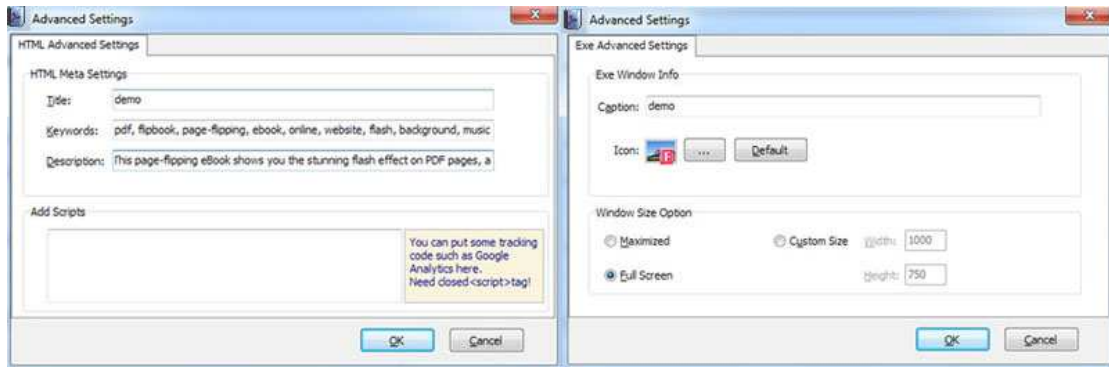 Advanced Settings
HTML Advanced Settings
HTML Meta Settings
Title: demo
Keywords: pdf, flipbook, page-flipping, ebook, online, website, flash, background, music
Description: This page-flipping eBook shows you the stunning flash effect on PDF pages, a
Add Scripts
You can put some tracking
code such as Google
Analytics here.
Need closed<script>tag!
OK Cancel
Advanced Settings
Exe Advanced Settings
Exe Window Info
Caption: demo
Icon: ... Default
Window Size Option
Maximized Custom Size Width: 1000
Full Screen Height: 750
OK Cancel